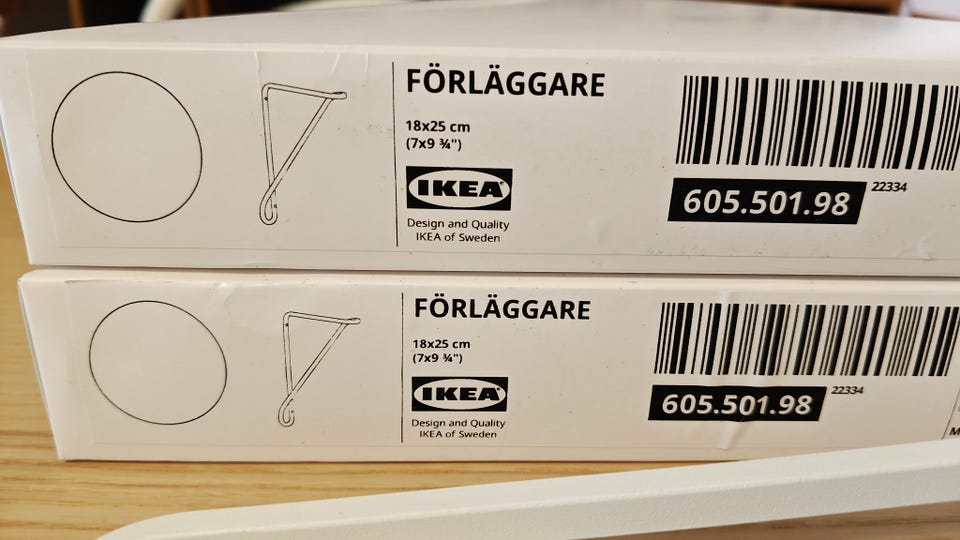 FÖRLÄGGARE
18x25 cm
(7x9 ¾")
IKEA
Design and Quality
IKEA of Sweden
605.501.98
22334
FÖRLÄGGARE
18x25 cm
(7x9 ¾")
IKEA
Design and Quality
IKEA of Sweden
605.501.98
22334